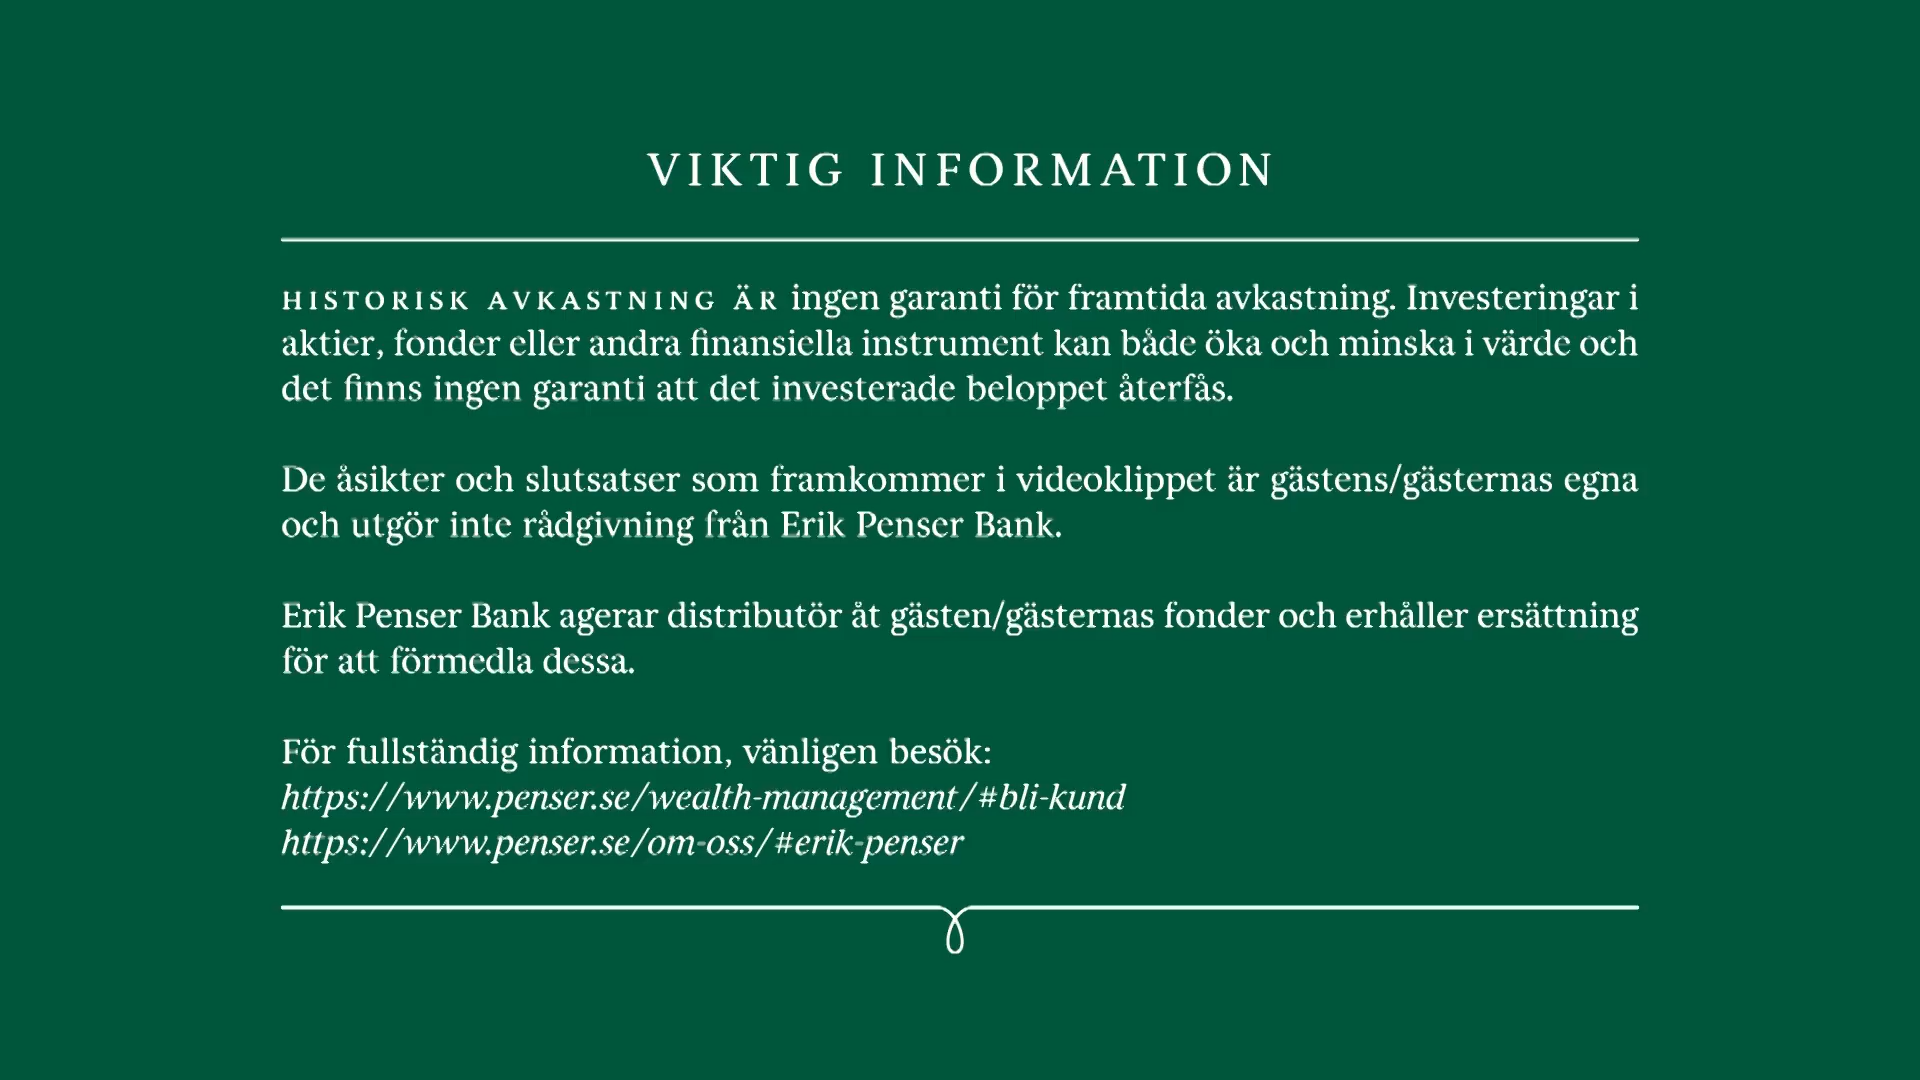 VIKTIG INFORMATION
HISTORISK AVKASTNING ÄR ingen garanti för framtida avkastning. Investeringar i
aktier, fonder eller andra finansiella instrument kan både öka och minska i värde och
det finns ingen garanti att det investerade beloppet återfås.
De åsikter och slutsatser som framkommer i videoklippet är gästens/gästernas egna
och utgör inte rådgivning från Erik Penser Bank.
Erik Penser Bank agerar distributör åt gästen/gästernas fonder och erhåller ersättning
för att förmedla dessa.
För fullständig information, vänligen besök:
https://www.penser.se/wealth-management/#bli-kund
https://www.penser.se/om-oss/#erik-penser